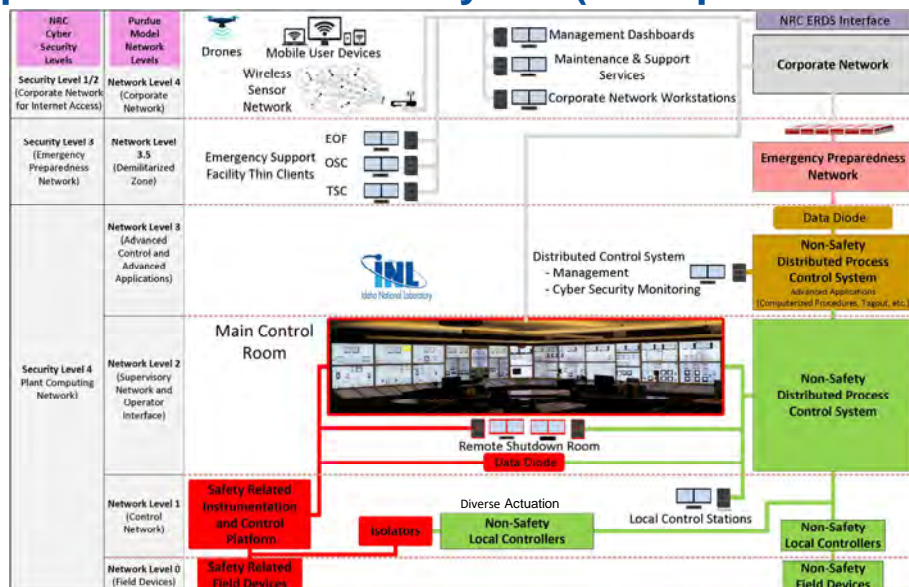 NRC
Cyber
Security
Levels
Purdue
Model
Network
Levels
Security Level 1/2
(Corporate Network
for Internet Access)
Network Level 4
(Corporate
Network)
Security Level 3
(Emergency
Preparedness
Network)
Network Level
3.5
(Demilitarized
Zone)
Network Level 3
(Advanced
Control and
Advanced
Applications)
Security Level 4
Plant Computing
Network)
Network Level 2
(Supervisory
Network and
Operator
Interface)
Network Level 1
(Control
Network)
Network Level 0
(Field Devices)
Drones
Mobile User Devices
Wireless
Sensor
Network
Management Dashboards
Maintenance & Support
Services
Corporate Network Workstations
NRC ERDS Interface
Corporate Network
Emergency Support
Facility Thin Clients
EOF
OSC
TSC
Emergency Preparedness
Network
Data Diode
INL
Idaho National Laboratory
Distributed Control System
- Management
- Cyber Security Monitoring
Non-Safety
Distributed Process
Control System
Advanced Applications
(Computerized Procedures, Tagout, etc.)
Main Control
Room
Non-Safety
Distributed Process
Control System
Remote Shutdown Room
Data Diode
Safety Related
Instrumentation
and Control
Platform
Isolators
Diverse Actuation
Non-Safety
Local Controllers
Local Control Stations
Non-Safety
Local Controllers
Safety Related
Field Devices
Non-Safety
Field Devices